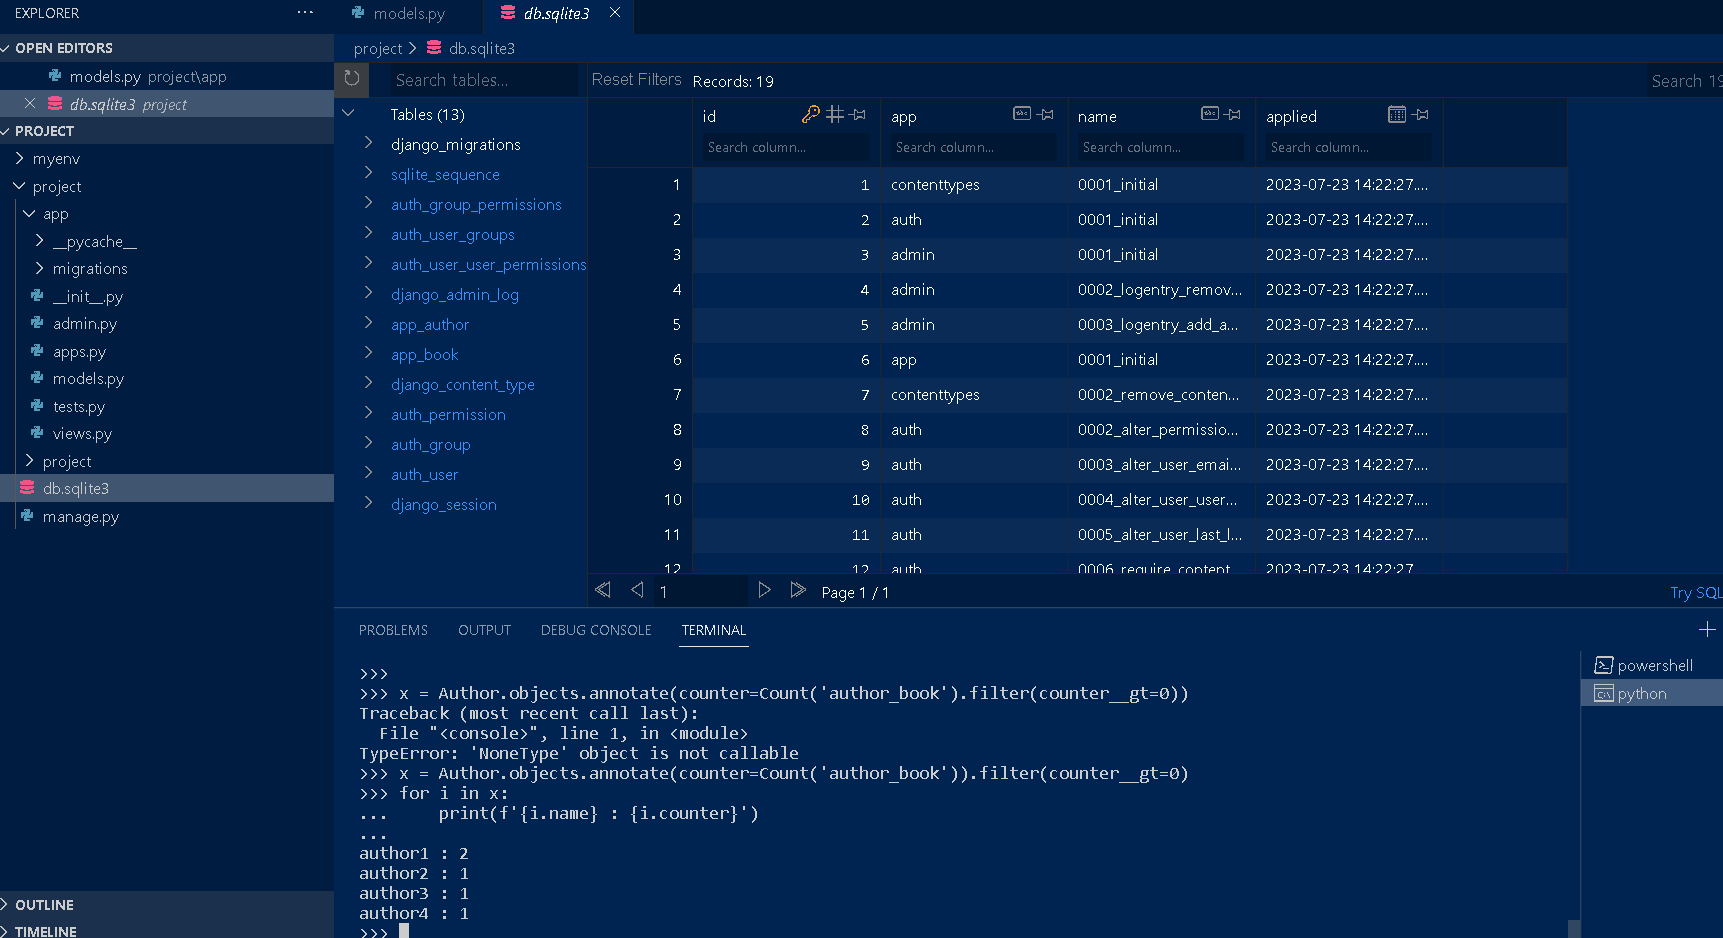 EXPLORER ···
OPEN EDITORS
models.py project\app
db.sqlite3 project
PROJECT
myenv
project
app
__pycache__
migrations
__init__.py
admin.py
apps.py
models.py
tests.py
views.py
project
db.sqlite3
manage.py
OUTLINE
TIMELINE
models.py db.sqlite3
project > db.sqlite3
Search tables... Reset Filters Records: 19 Search 19
Tables (13)
django_migrations
sqlite_sequence
auth_group_permissions
auth_user_groups
auth_user_user_permissions
django_admin_log
app_author
app_book
django_content_type
auth_permission
auth_group
auth_user
django_session
id app name applied
Search column... Search column... Search column... Search column...
1 1 contenttypes 0001_initial 2023-07-23 14:22:27....
2 2 auth 0001_initial 2023-07-23 14:22:27....
3 3 admin 0001_initial 2023-07-23 14:22:27....
4 4 admin 0002_logentry_remov... 2023-07-23 14:22:27....
5 5 admin 0003_logentry_add_a... 2023-07-23 14:22:27....
6 6 app 0001_initial 2023-07-23 14:22:27....
7 7 contenttypes 0002_remove_conten... 2023-07-23 14:22:27....
8 8 auth 0002_alter_permissio... 2023-07-23 14:22:27....
9 9 auth 0003_alter_user_emai... 2023-07-23 14:22:27....
10 10 auth 0004_alter_user_user... 2023-07-23 14:22:27....
11 11 auth 0005_alter_user_last_l... 2023-07-23 14:22:27....
12 12 auth 0006_require_content 2023-07-23 14:22:27
1 Page 1 / 1 Try SQL
PROBLEMS OUTPUT DEBUG CONSOLE TERMINAL
powershell
python
>>>
>>> x = Author.objects.annotate(counter=Count('author_book').filter(counter__gt=0))
Traceback (most recent call last):
  File "<console>", line 1, in <module>
TypeError: 'NoneType' object is not callable
>>> x = Author.objects.annotate(counter=Count('author_book')).filter(counter__gt=0)
>>> for i in x:
...     print(f'{i.name} : {i.counter}')
...
author1 : 2
author2 : 1
author3 : 1
author4 : 1
>>>